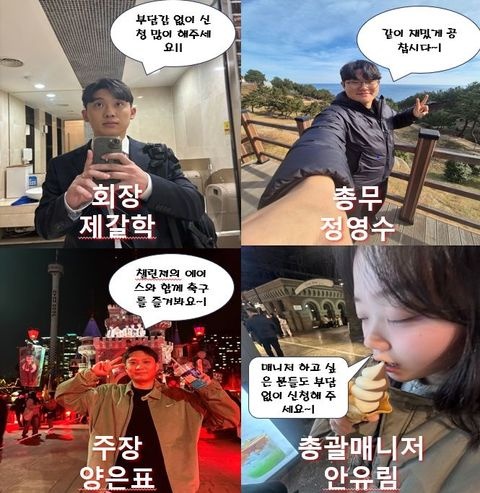 부담감 없이 신
청 많이 해주세
요!!
회장
제갈학
같이 재밌게 공
찹시다~!
총무
정영수
챌린져의 에이
스와 함께 축구
를 즐겨봐요~!
주장
양은표
매니저 하고 싶
은 분들도 부담
없이 신청해 주
세요~!
총괄매니저
안유림